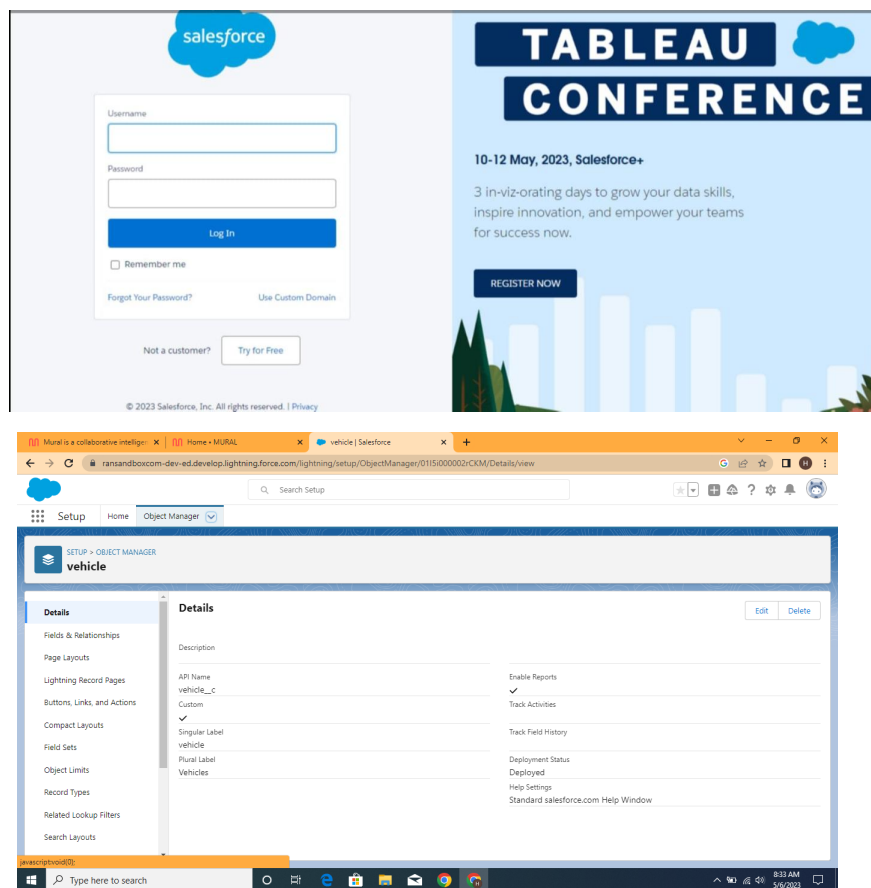 salesforce
Username
Password
Log In
Remember me
Forgot Your Password? Use Custom Domain
Not a customer? Try for Free
© 2023 Salesforce, Inc. All rights reserved. | Privacy
TABLEAU
CONFERENCE
10-12 May, 2023, Salesforce+
3 in-viz-orating days to grow your data skills,
inspire innovation, and empower your teams
for success now.
REGISTER NOW
Mural is a collaborative intelliger Home • MURAL vehicle | Salesforce
ransandboxcom-dev-ed.develop.lightning.force.com/lightning/setup/ObjectManager/01I5i000002rCKM/Details/view
Search Setup
Setup Home Object Manager
SETUP > OBJECT MANAGER
vehicle
Details
Fields & Relationships
Page Layouts
Lightning Record Pages
Buttons, Links, and Actions
Compact Layouts
Field Sets
Object Limits
Record Types
Related Lookup Filters
Search Layouts
Details
Edit Delete
Description
API Name
vehicle__c
Custom
Singular Label
vehicle
Plural Label
Vehicles
Enable Reports
Track Activities
Track Field History
Deployment Status
Deployed
Help Settings
Standard salesforce.com Help Window
javascript:void(0);
Type here to search
8:33 AM
5/6/2023